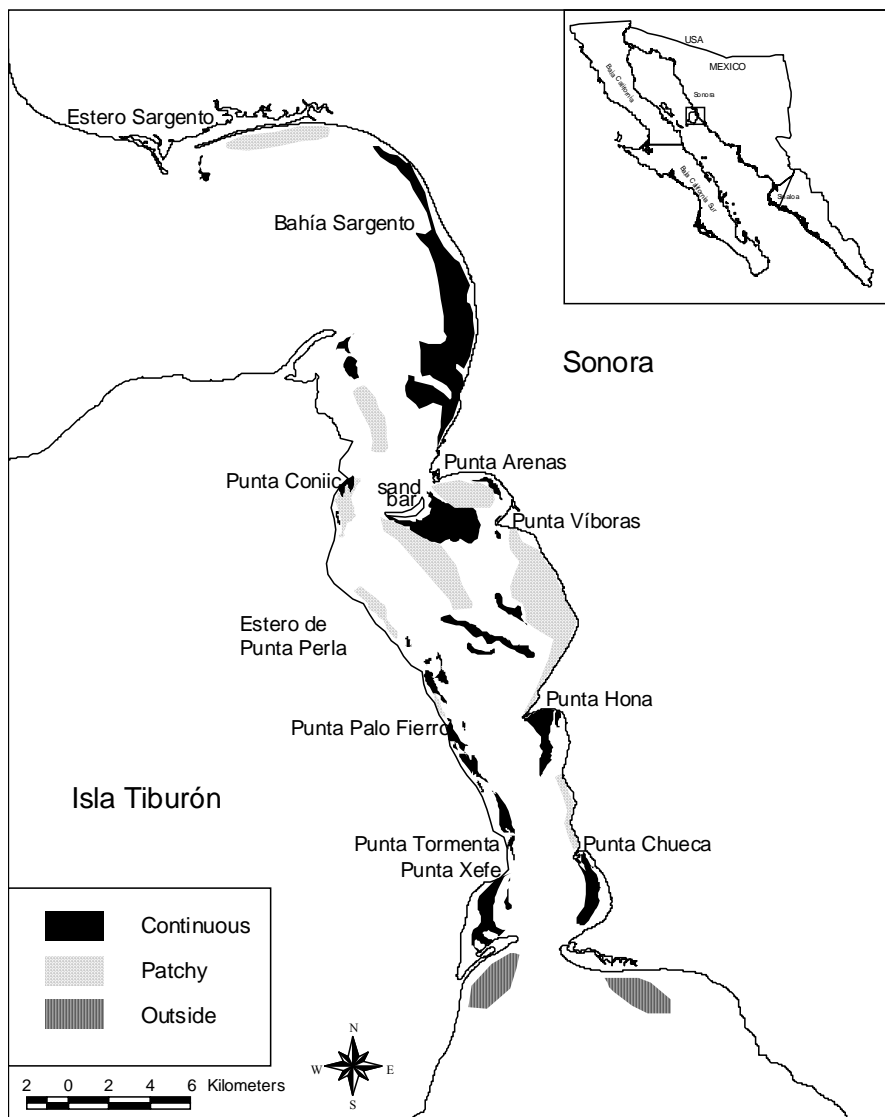 USA
MEXICO
Baja California
Sonora
Baja California Sur
Sinaloa
Estero Sargento
Bahía Sargento
Sonora
Punta Arenas
Punta Coniic
sand
bar
Punta Víboras
Estero de
Punta Perla
Punta Hona
Punta Palo Fierro
Isla Tiburón
Punta Tormenta
Punta Chueca
Punta Xefe
Continuous
Patchy
Outside
N
W E
S
2 0 2 4 6 Kilometers